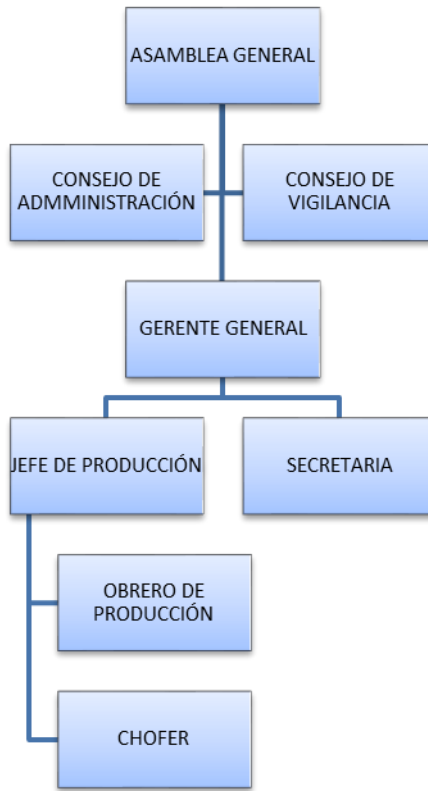 ASAMBLEA GENERAL
CONSEJO DE
ADMMINISTRACIÓN
CONSEJO DE
VIGILANCIA
GERENTE GENERAL
JEFE DE PRODUCCIÓN
SECRETARIA
OBRERO DE
PRODUCCIÓN
CHOFER